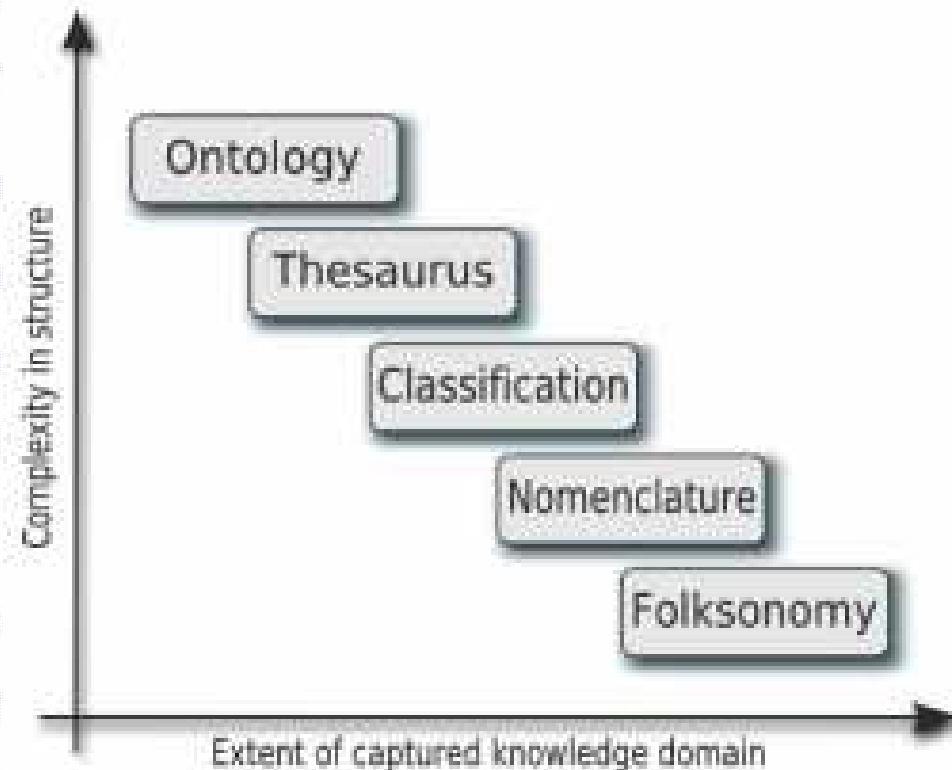 Ontology
Thesaurus
Classification
Nomenclature
Folksonomy
Complexity in structure
Extent of captured knowledge domain